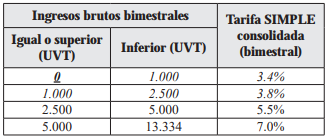 Ingresos brutos bimestrales
Tarifa SIMPLE
consolidada
(bimestral)
Igual o superior
(UVT)
Inferior (UVT)
0 1.000 3.4%
1.000 2.500 3.8%
2.500 5.000 5.5%
5.000 13.334 7.0%